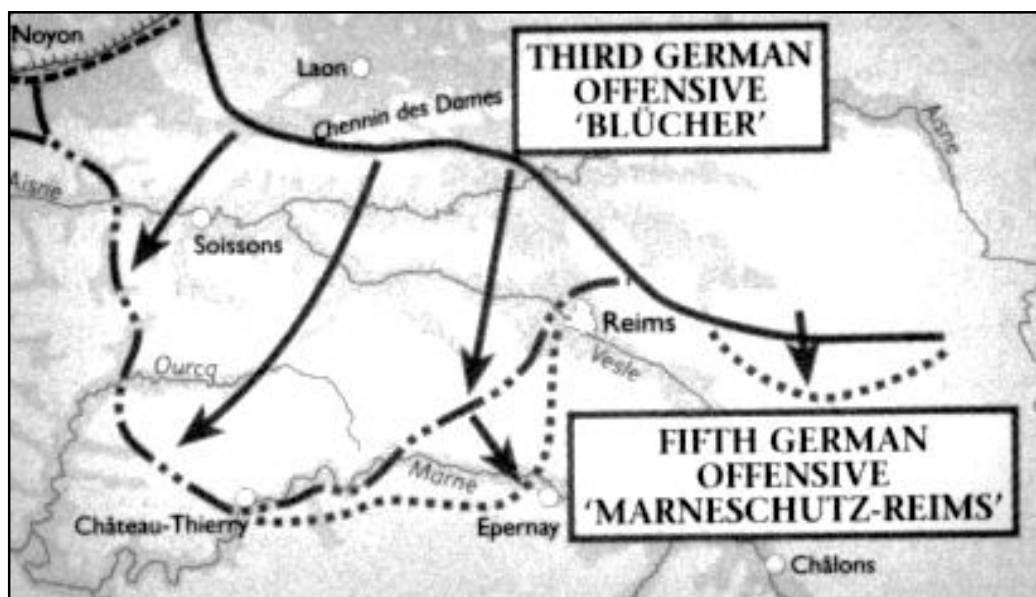 Noyon
Laon
Chennin des Dames
THIRD GERMAN
OFFENSIVE
'BLÜCHER'
Aisne
Aisne
Soissons
Reims
Vesle
Ourcq
Marne
Château-Thierry
Epernay
FIFTH GERMAN
OFFENSIVE
'MARNESCHUTZ-REIMS'
Châlons